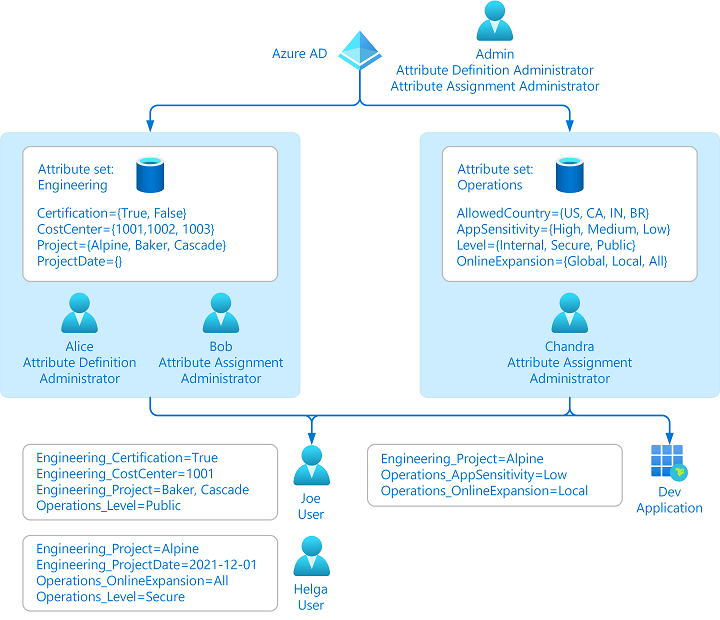 Azure AD
Admin
Attribute Definition Administrator
Attribute Assignment Administrator
Attribute set:
Engineering
Certification={True, False}
CostCenter={1001,1002, 1003}
Project={Alpine, Baker, Cascade}
ProjectDate={}
Alice
Attribute Definition
Administrator
Bob
Attribute Assignment
Administrator
Attribute set:
Operations
AllowedCountry={US, CA, IN, BR}
AppSensitivity={High, Medium, Low}
Level={Internal, Secure, Public}
OnlineExpansion={Global, Local, All}
Chandra
Attribute Assignment
Administrator
Engineering_Certification=True
Engineering_CostCenter=1001
Engineering_Project=Baker, Cascade
Operations_Level=Public
Joe
User
Engineering_Project=Alpine
Operations_AppSensitivity=Low
Operations_OnlineExpansion=Local
Dev
Application
Engineering_Project=Alpine
Engineering_ProjectDate=2021-12-01
Operations_OnlineExpansion=All
Operations_Level=Secure
Helga
User